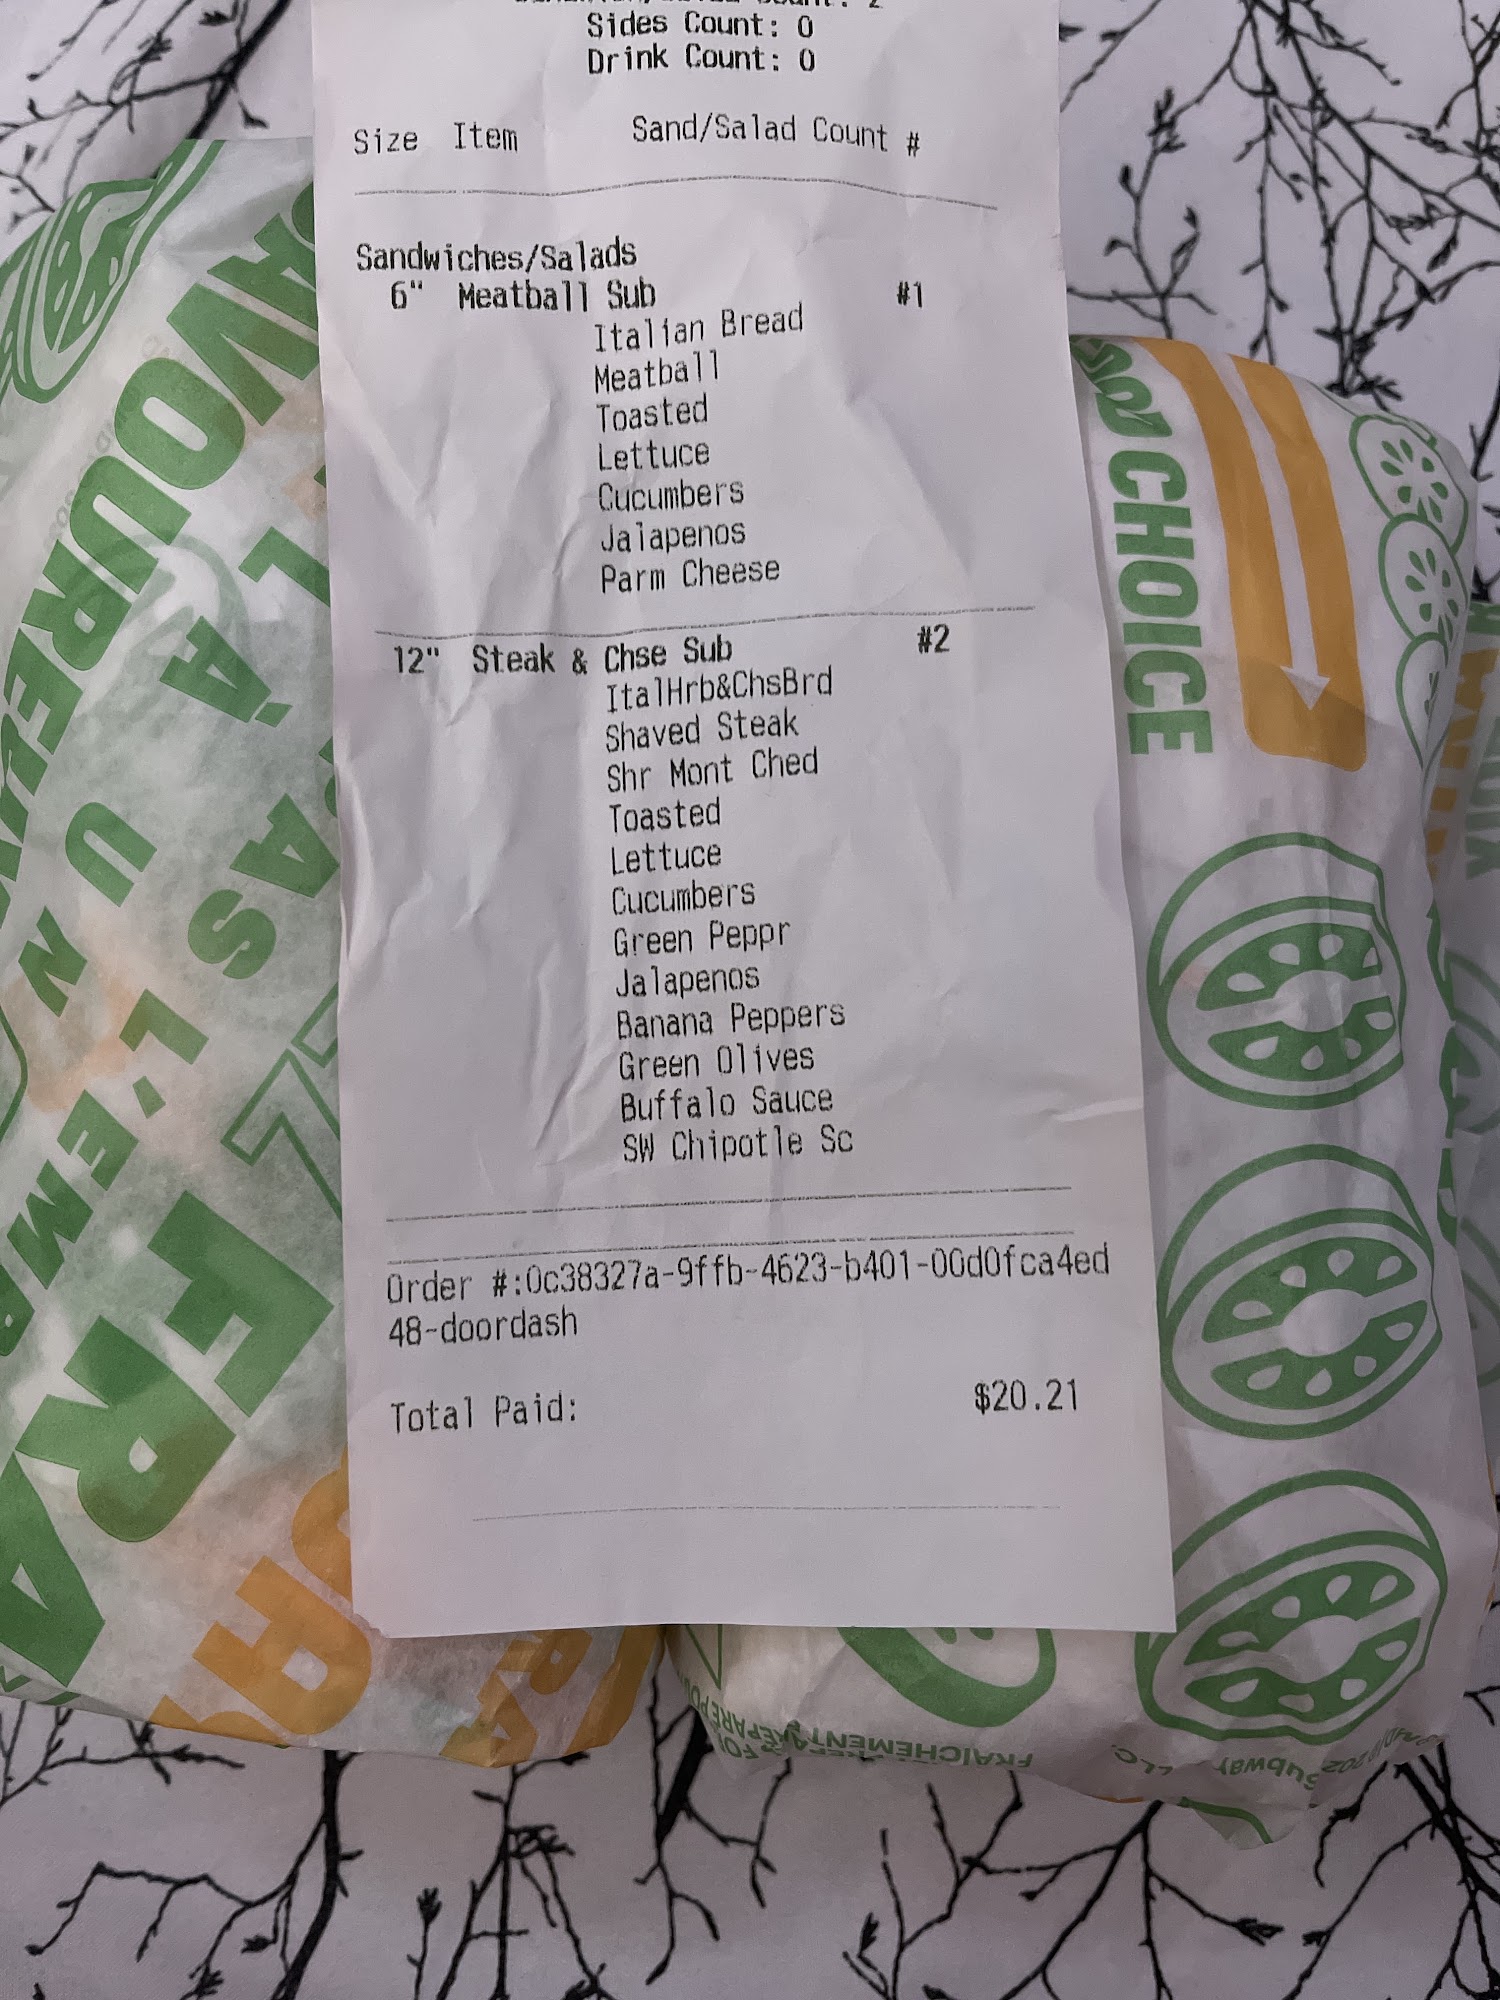 Sides Count: 0
Drink Count: 0
Size Item Sand/Salad Count #
Sandwiches/Salads
6" Meatball Sub #1
Italian Bread
Meatball
Toasted
Lettuce
Cucumbers
Jalapenos
Parm Cheese
12" Steak & Chse Sub #2
ItalHrb&ChsBrd
Shaved Steak
Shr Mont Ched
Toasted
Lettuce
Cucumbers
Green Peppr
Jalapenos
Banana Peppers
Green Olives
Buffalo Sauce
SW Chipotle Sc
Order #:0c38327a-9ffb-4623-b401-00d0fca4ed
48-doordash
Total Paid: $20.21
CHOICE
FRAÎCHEMENT
Subway
LLC.